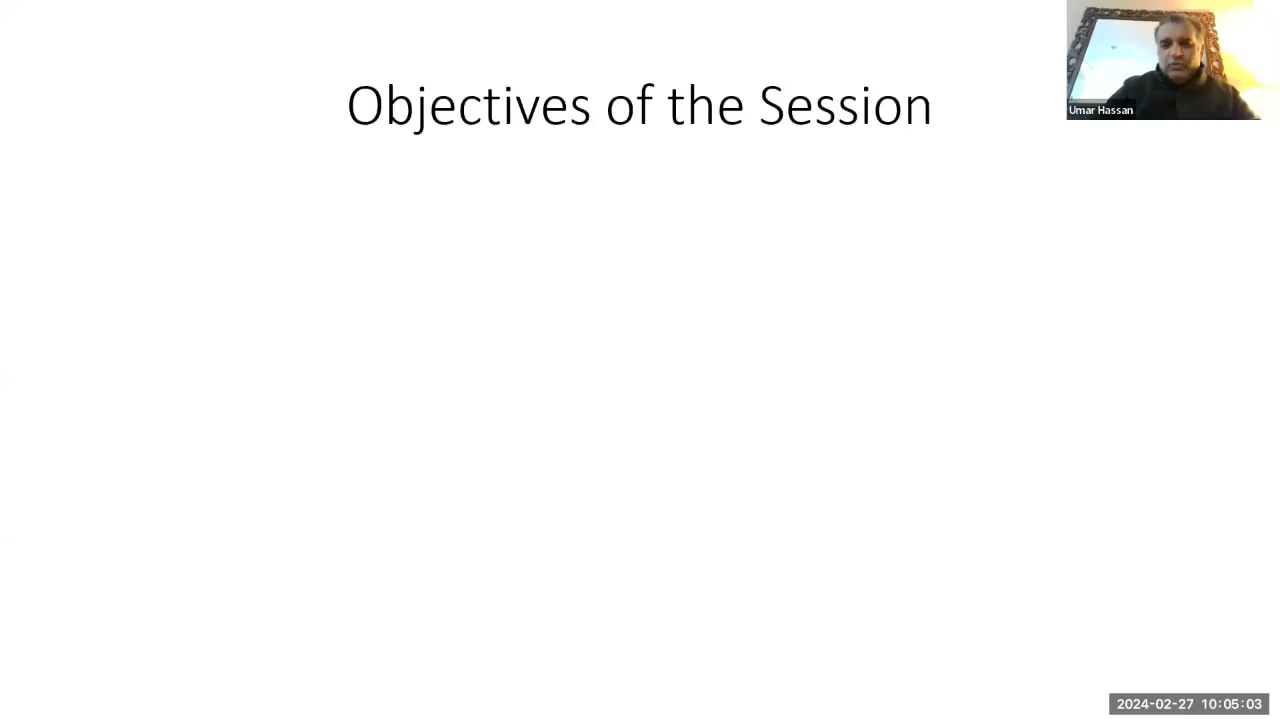 Objectives of the Session
Umar Hassan
2024-02-27 10:05:03